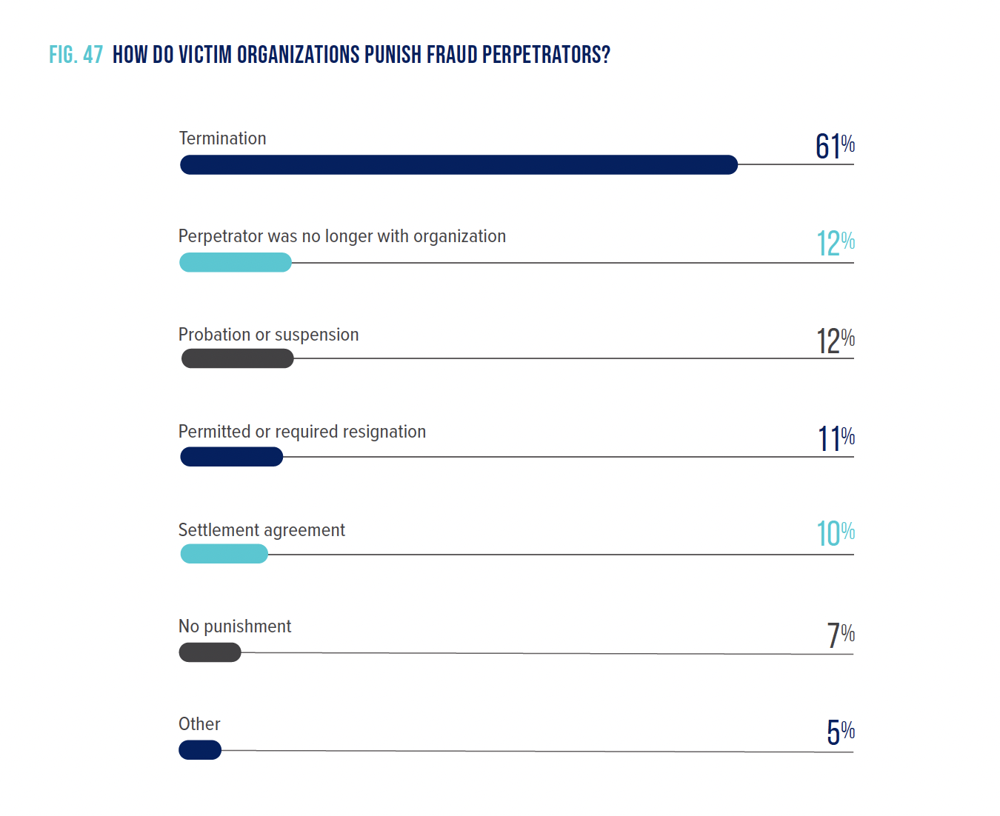 FIG. 47 HOW DO VICTIM ORGANIZATIONS PUNISH FRAUD PERPETRATORS?
Termination
61%
Perpetrator was no longer with organization
12%
Probation or suspension
12%
Permitted or required resignation
11%
Settlement agreement
10%
No punishment
7%
Other
5%